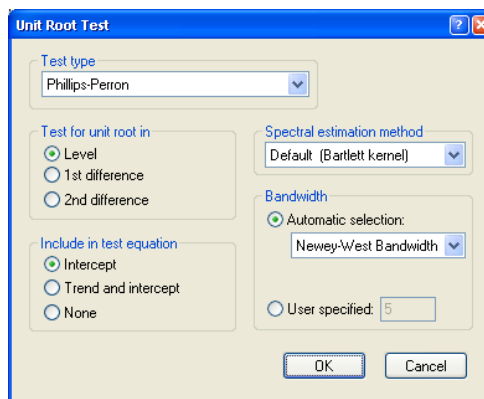 Unit Root Test
Test type
Phillips-Perron
Test for unit root in
Level
1st difference
2nd difference
Include in test equation
Intercept
Trend and intercept
None
Spectral estimation method
Default (Bartlett kernel)
Bandwidth
Automatic selection:
Newey-West Bandwidth
User specified: 5
OK Cancel